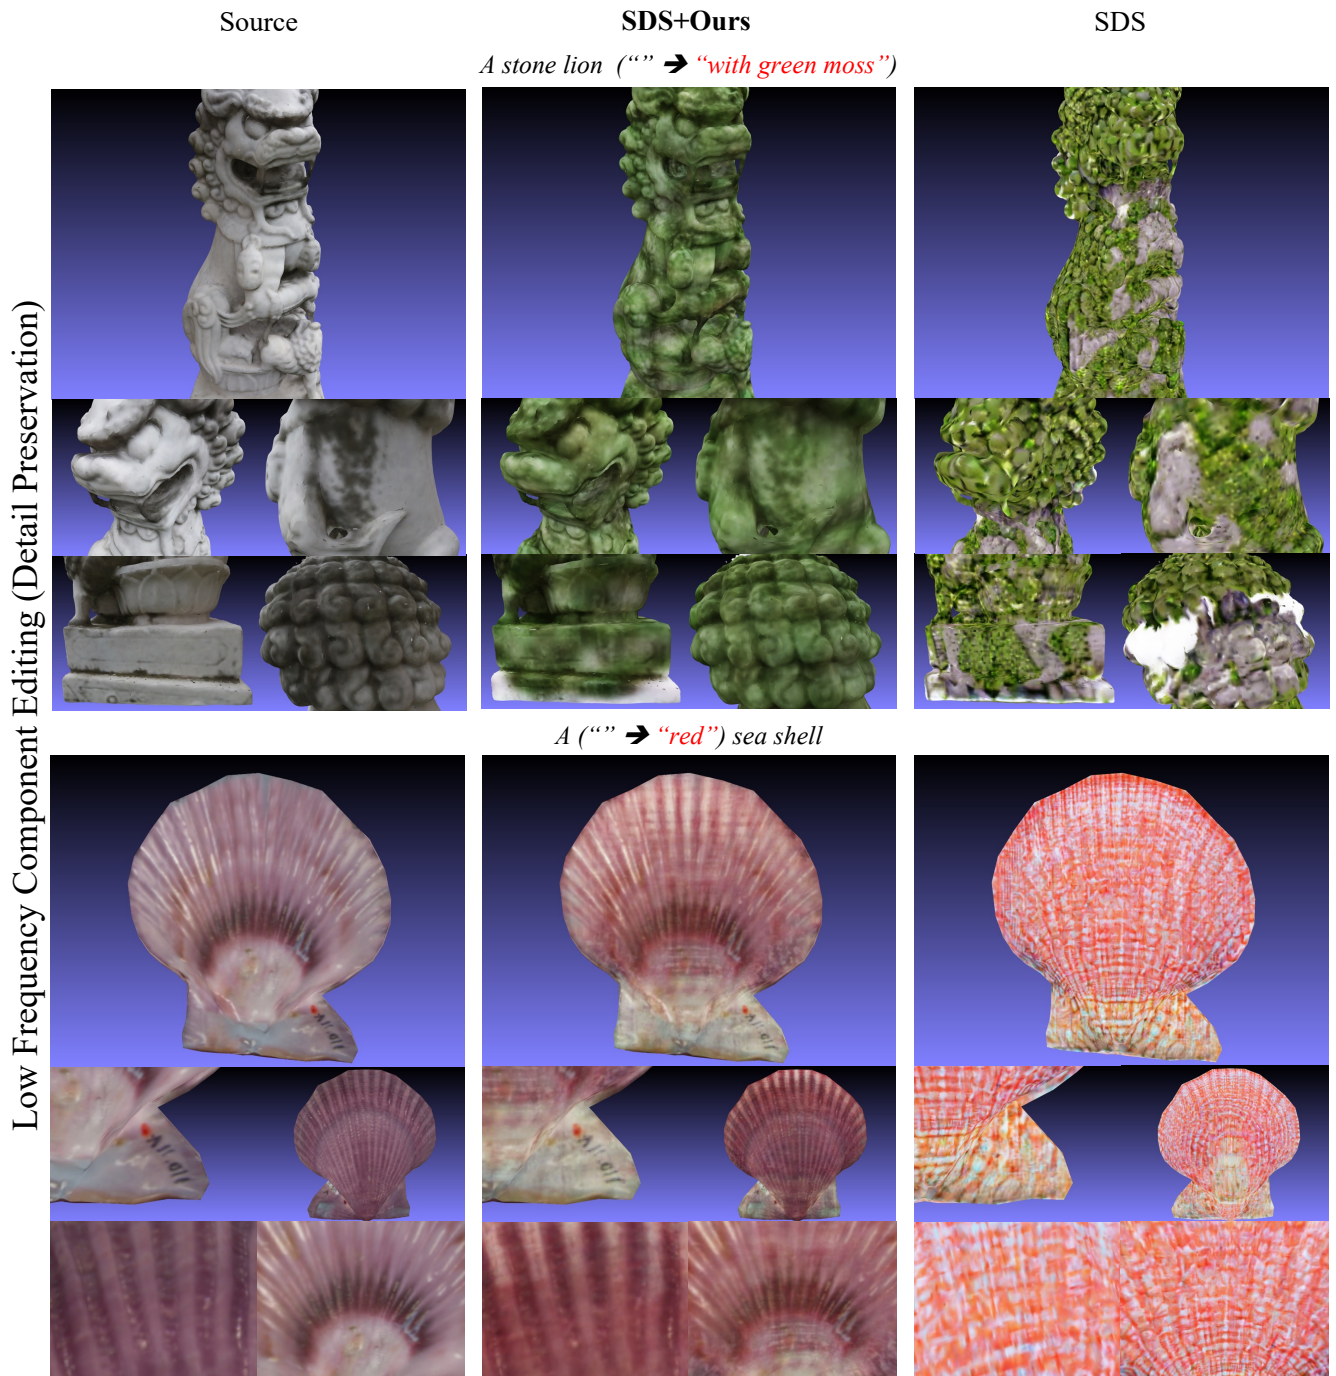 Source
SDS+Ours
SDS
A stone lion (“” ➔ “with green moss”)
Low Frequency Component Editing (Detail Preservation)
A (“” ➔ “red”) sea shell